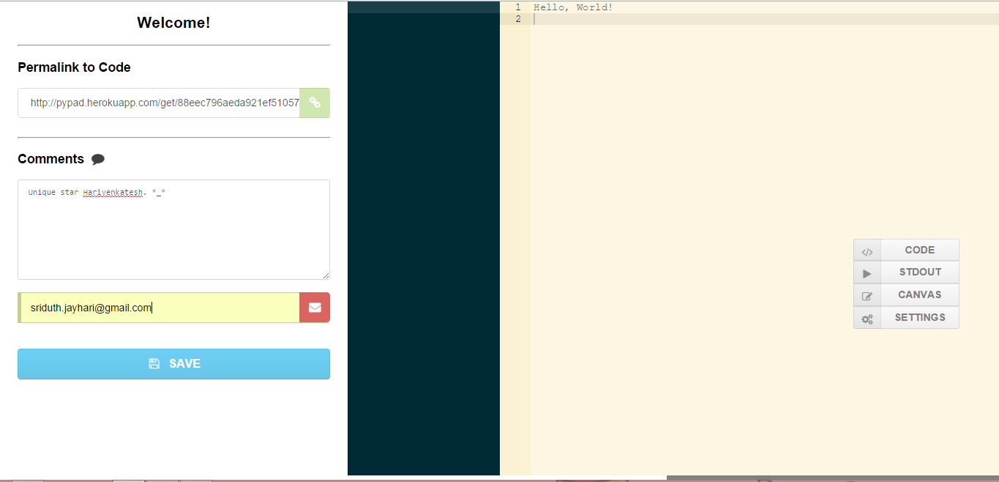 Welcome!
Permalink to Code
http://pypad.herokuapp.com/get/88eec796aeda921ef51057
Comments
Unique star Harivenkatesh. *_*
sriduth.jayhari@gmail.com
SAVE
1 Hello, World!
2
CODE
STDOUT
CANVAS
SETTINGS